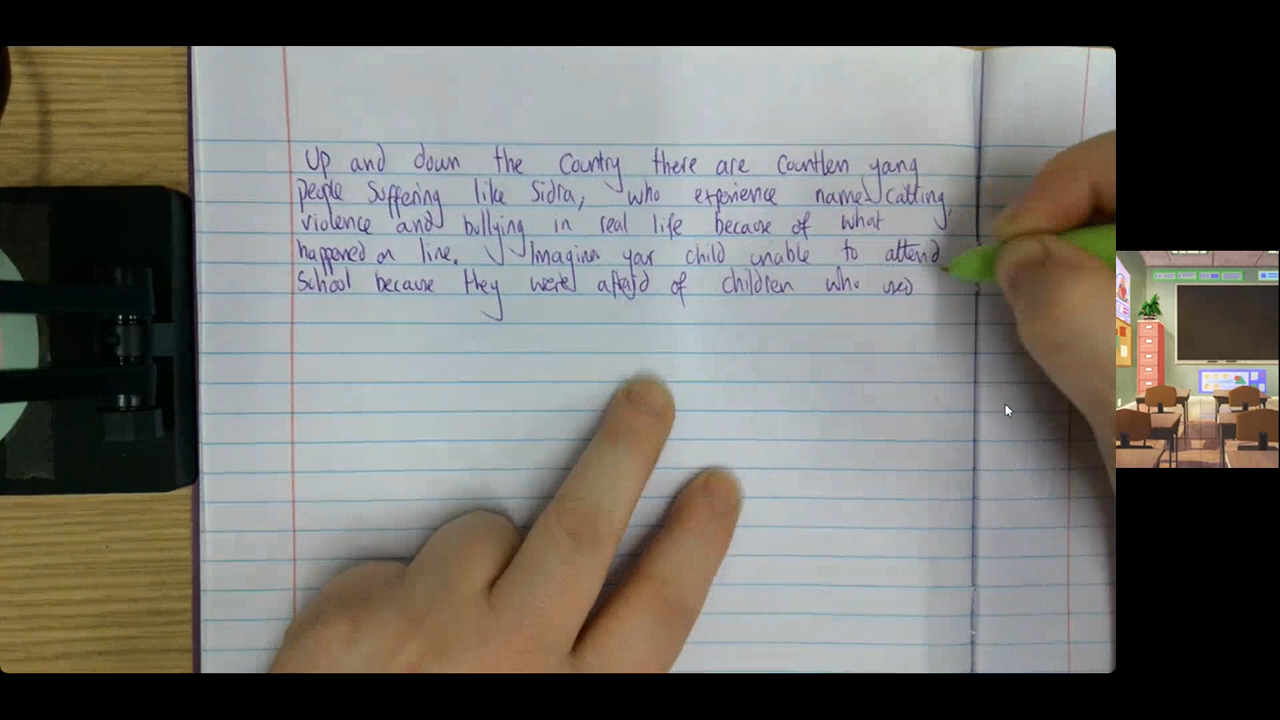 Up and down the Country there are Countless young
people Suffering like Sidra, who experience name calling,
violence and bullying in real life because of what
happened on line. Imagine your child unable to attend
School because they were afraid of children who